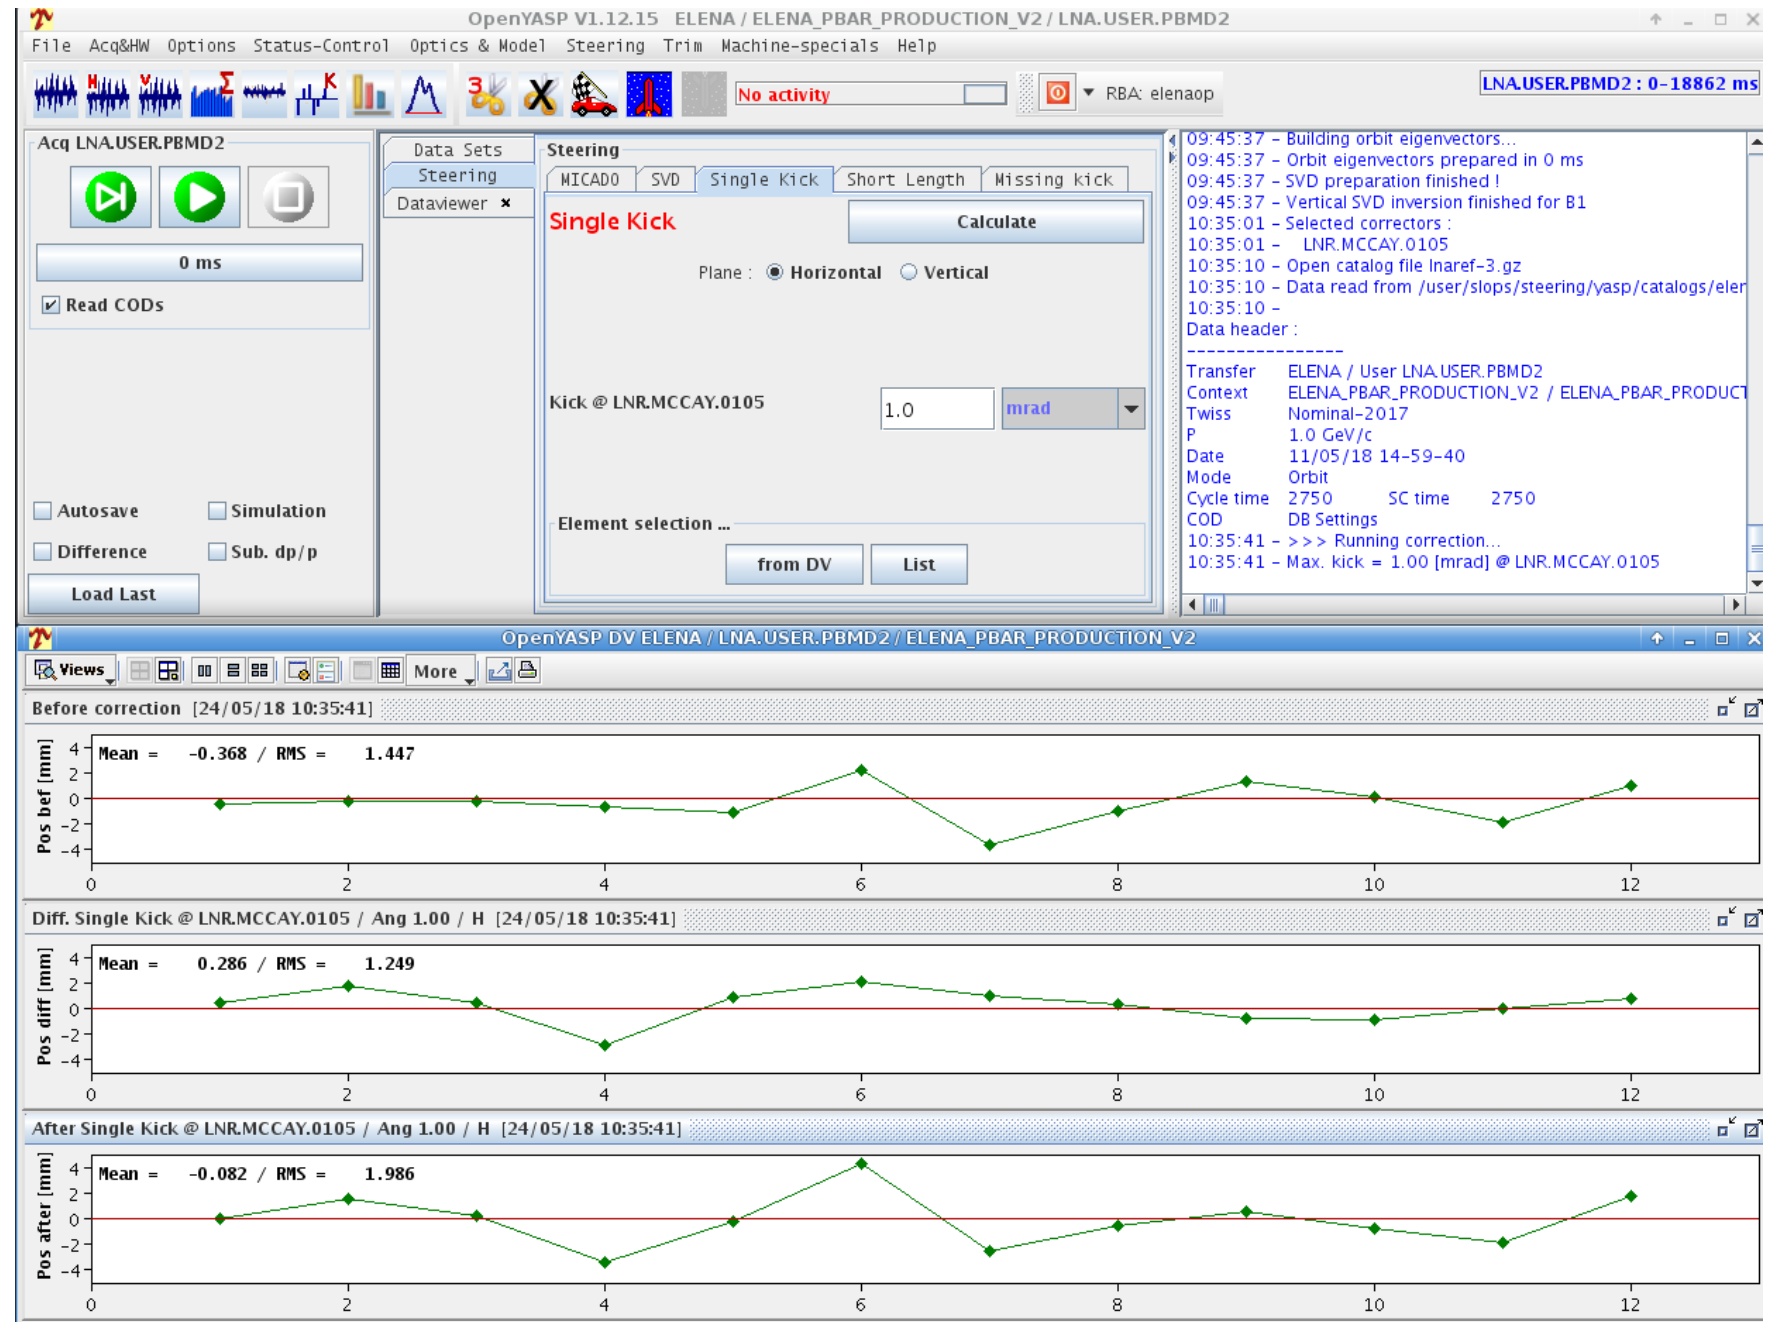 OpenYASP V1.12.15 ELENA / ELENA_PBAR_PRODUCTION_V2 / LNA.USER.PBMD2
File Acq&HW Options Status-Control Optics & Model Steering Trim Machine-specials Help
H V Σ K 3
No activity
RBA: elenaop
LNA.USER.PBMD2 : 0-18862 ms
Acq LNA.USER.PBMD2
0 ms
Read CODs
Autosave Simulation
Difference Sub. dp/p
Load Last
Data Sets
Steering
Dataviewer ×
Steering
MICADO SVD Single Kick Short Length Missing kick
Single Kick Calculate
Plane : Horizontal Vertical
Kick @ LNR.MCCAY.0105 1.0 mrad
Element selection ...
from DV List
09:45:37 - Building orbit eigenvectors...
09:45:37 - Orbit eigenvectors prepared in 0 ms
09:45:37 - SVD preparation finished !
09:45:37 - Vertical SVD inversion finished for B1
10:35:01 - Selected correctors :
10:35:01 - LNR.MCCAY.0105
10:35:10 - Open catalog file lnaref-3.gz
10:35:10 - Data read from /user/slops/steering/yasp/catalogs/eler
10:35:10 -
Data header :
-----------------
Transfer ELENA / User LNA.USER.PBMD2
Context ELENA_PBAR_PRODUCTION_V2 / ELENA_PBAR_PRODUCT
Twiss Nominal-2017
P 1.0 GeV/c
Date 11/05/18 14-59-40
Mode Orbit
Cycle time 2750 SC time 2750
COD DB Settings
10:35:41 - >>> Running correction...
10:35:41 - Max. kick = 1.00 [mrad] @ LNR.MCCAY.0105
OpenYASP DV ELENA / LNA.USER.PBMD2 / ELENA_PBAR_PRODUCTION_V2
Views More
Before correction [24/05/18 10:35:41]
Pos bef [mm]
Mean = -0.368 / RMS = 1.447
4
2
0
-2
-4
0 2 4 6 8 10 12
Diff. Single Kick @ LNR.MCCAY.0105 / Ang 1.00 / H [24/05/18 10:35:41]
Pos diff [mm]
Mean = 0.286 / RMS = 1.249
4
2
0
-2
-4
0 2 4 6 8 10 12
After Single Kick @ LNR.MCCAY.0105 / Ang 1.00 / H [24/05/18 10:35:41]
Pos after [mm]
Mean = -0.082 / RMS = 1.986
4
2
0
-2
-4
0 2 4 6 8 10 12